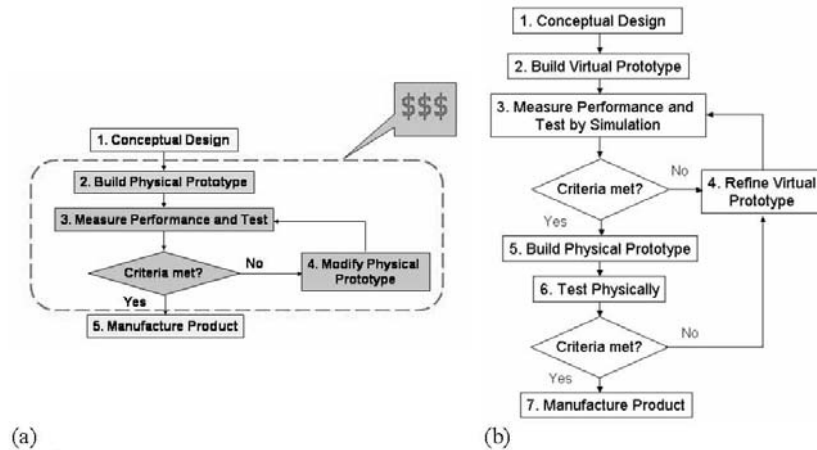 $$$
1. Conceptual Design
2. Build Physical Prototype
3. Measure Performance and Test
Criteria met?
No
4. Modify Physical
Prototype
Yes
5. Manufacture Product
(a)
1. Conceptual Design
2. Build Virtual Prototype
3. Measure Performance and
Test by Simulation
Criteria met?
No
4. Refine Virtual
Prototype
Yes
5. Build Physical Prototype
6. Test Physically
Criteria met?
No
Yes
7. Manufacture Product
(b)